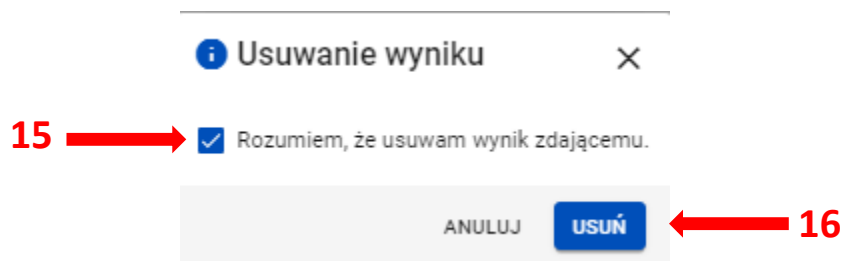 Usuwanie wyniku
15
Rozumiem, że usuwam wynik zdającemu.
ANULUJ
USUŃ
16